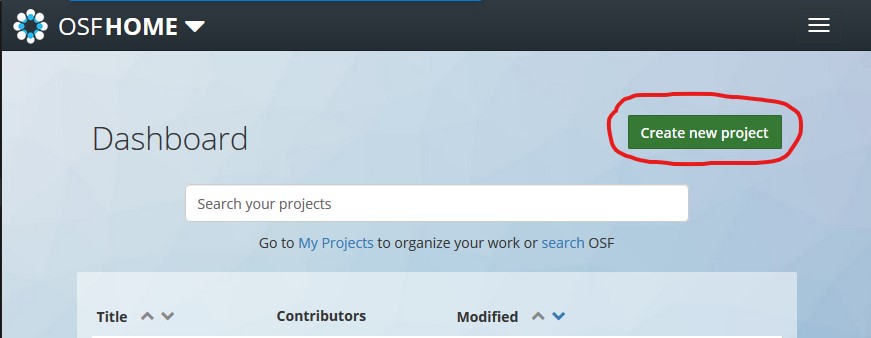 OSFHOME
Dashboard
Create new project
Search your projects
Go to My Projects to organize your work or search OSF
Title Contributors Modified